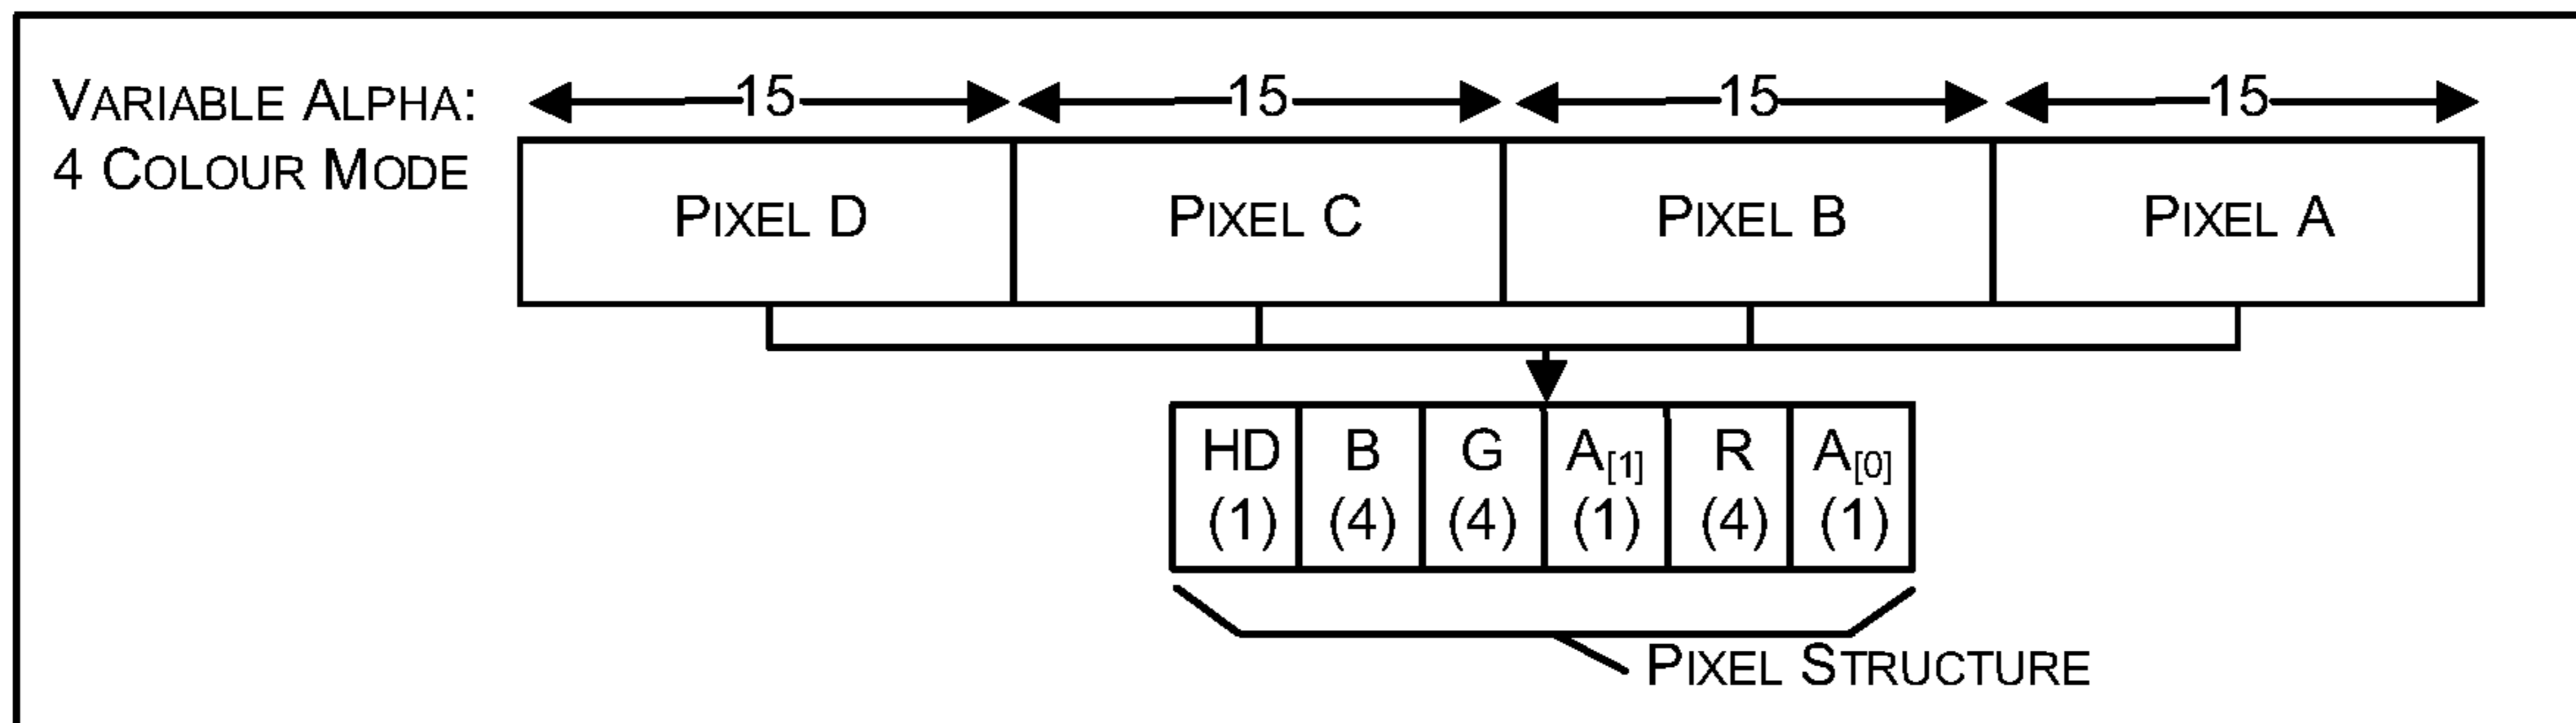 VARIABLE ALPHA:
4 COLOUR MODE
15 15 15 15
PIXEL D PIXEL C PIXEL B PIXEL A
HD B G A[1] R A[0]
(1) (4) (4) (1) (4) (1)
PIXEL STRUCTURE